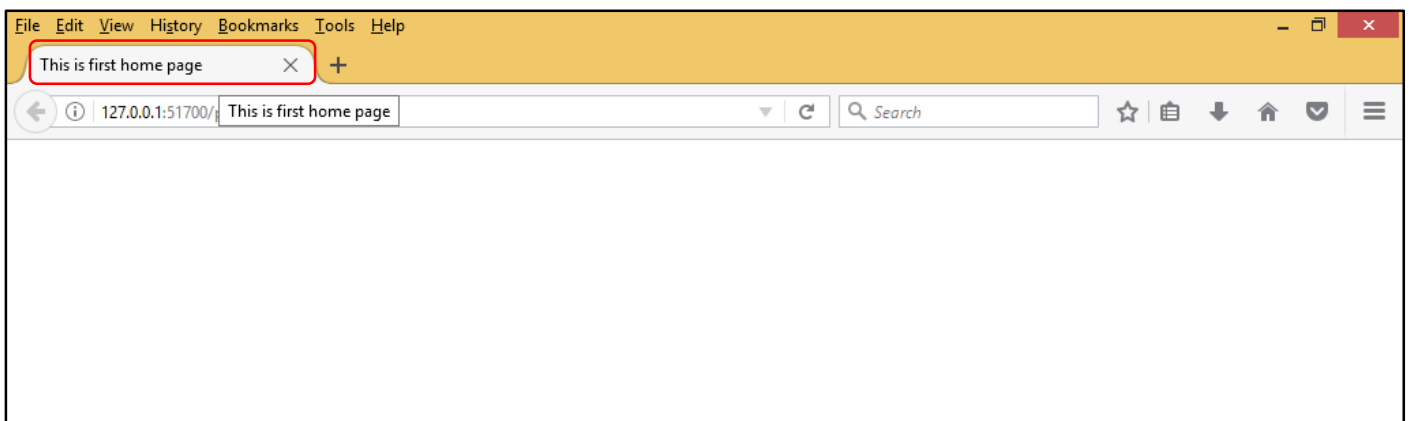 File Edit View History Bookmarks Tools Help
This is first home page
127.0.0.1:51700/ This is first home page Search